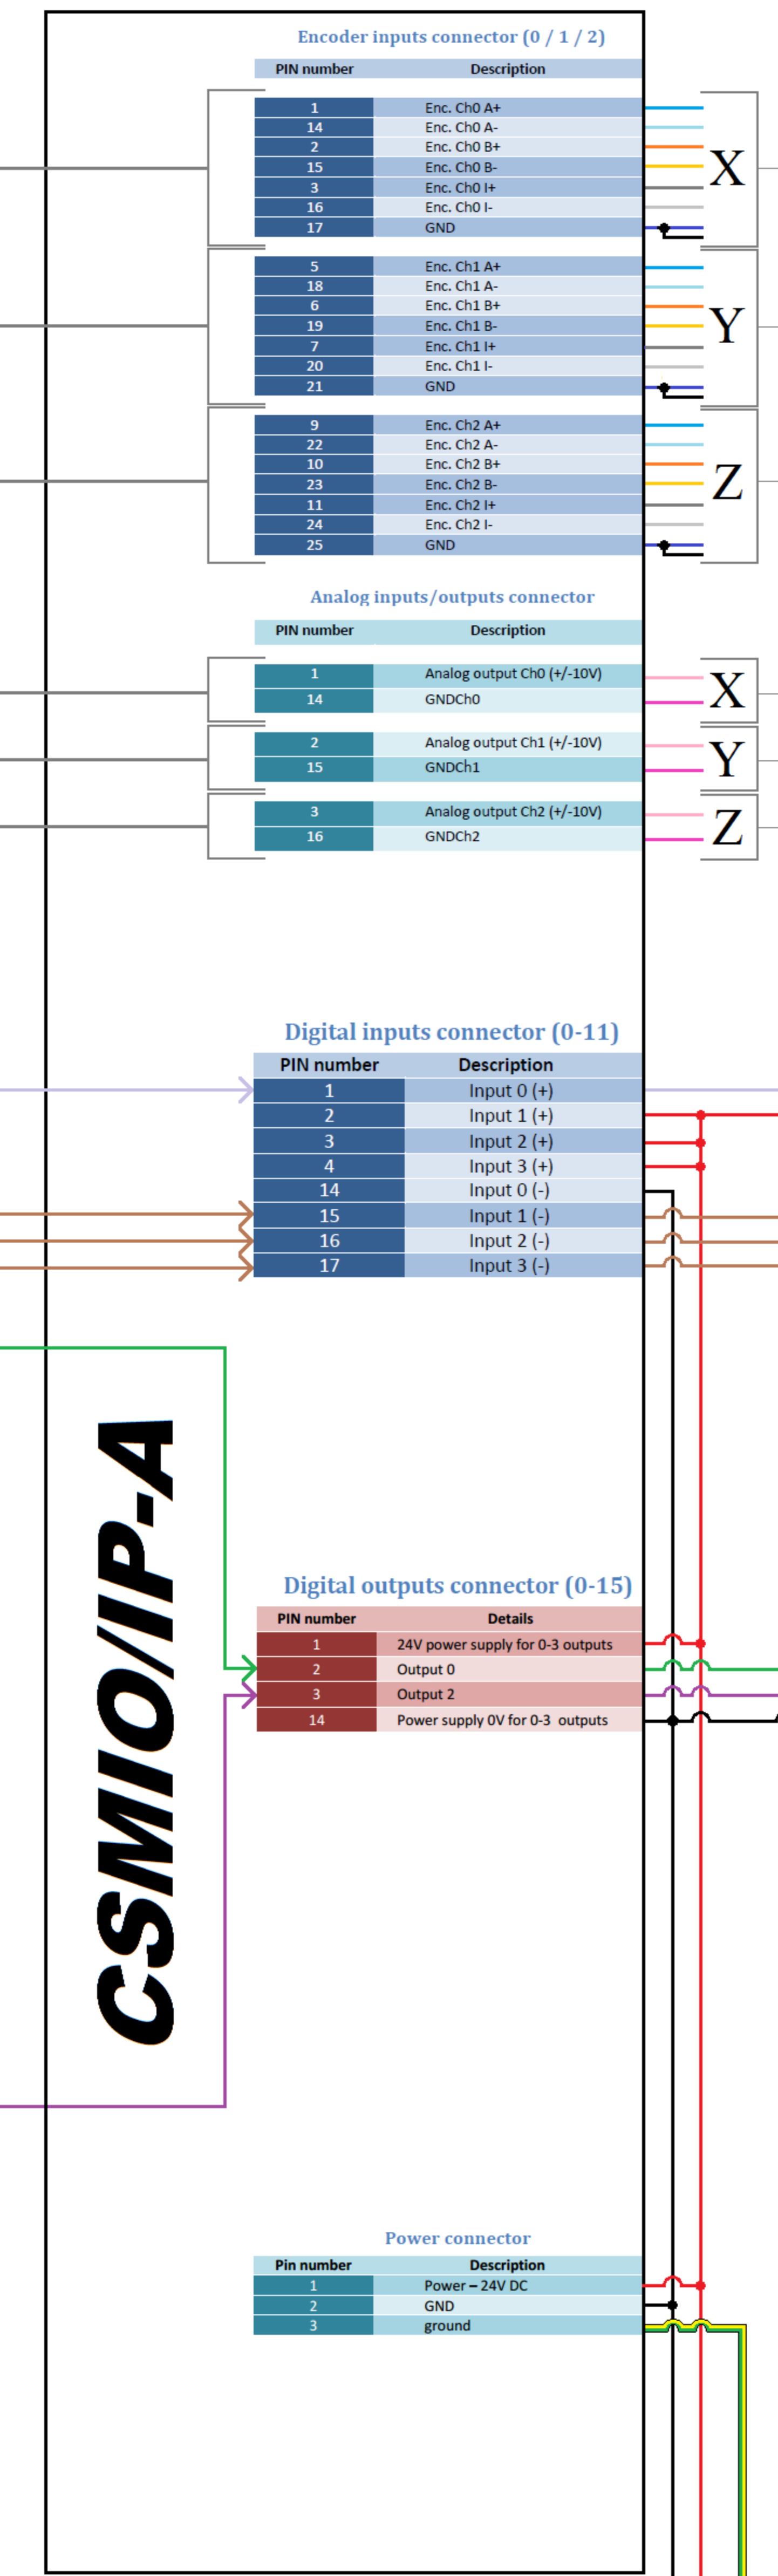 Encoder inputs connector (0 / 1 / 2)
PIN number Description
1 Enc. Ch0 A+
14 Enc. Ch0 A-
2 Enc. Ch0 B+
15 Enc. Ch0 B-
3 Enc. Ch0 I+
16 Enc. Ch0 I-
17 GND
X
5 Enc. Ch1 A+
18 Enc. Ch1 A-
6 Enc. Ch1 B+
19 Enc. Ch1 B-
7 Enc. Ch1 I+
20 Enc. Ch1 I-
21 GND
Y
9 Enc. Ch2 A+
22 Enc. Ch2 A-
10 Enc. Ch2 B+
23 Enc. Ch2 B-
11 Enc. Ch2 I+
24 Enc. Ch2 I-
25 GND
Z
Analog inputs/outputs connector
PIN number Description
1 Analog output Ch0 (+/-10V)
14 GNDCh0
X
2 Analog output Ch1 (+/-10V)
15 GNDCh1
Y
3 Analog output Ch2 (+/-10V)
16 GNDCh2
Z
Digital inputs connector (0-11)
PIN number Description
1 Input 0 (+)
2 Input 1 (+)
3 Input 2 (+)
4 Input 3 (+)
14 Input 0 (-)
15 Input 1 (-)
16 Input 2 (-)
17 Input 3 (-)
CSMIO/IP-A
Digital outputs connector (0-15)
PIN number Details
1 24V power supply for 0-3 outputs
2 Output 0
3 Output 2
14 Power supply 0V for 0-3 outputs
Power connector
Pin number Description
1 Power – 24V DC
2 GND
3 ground